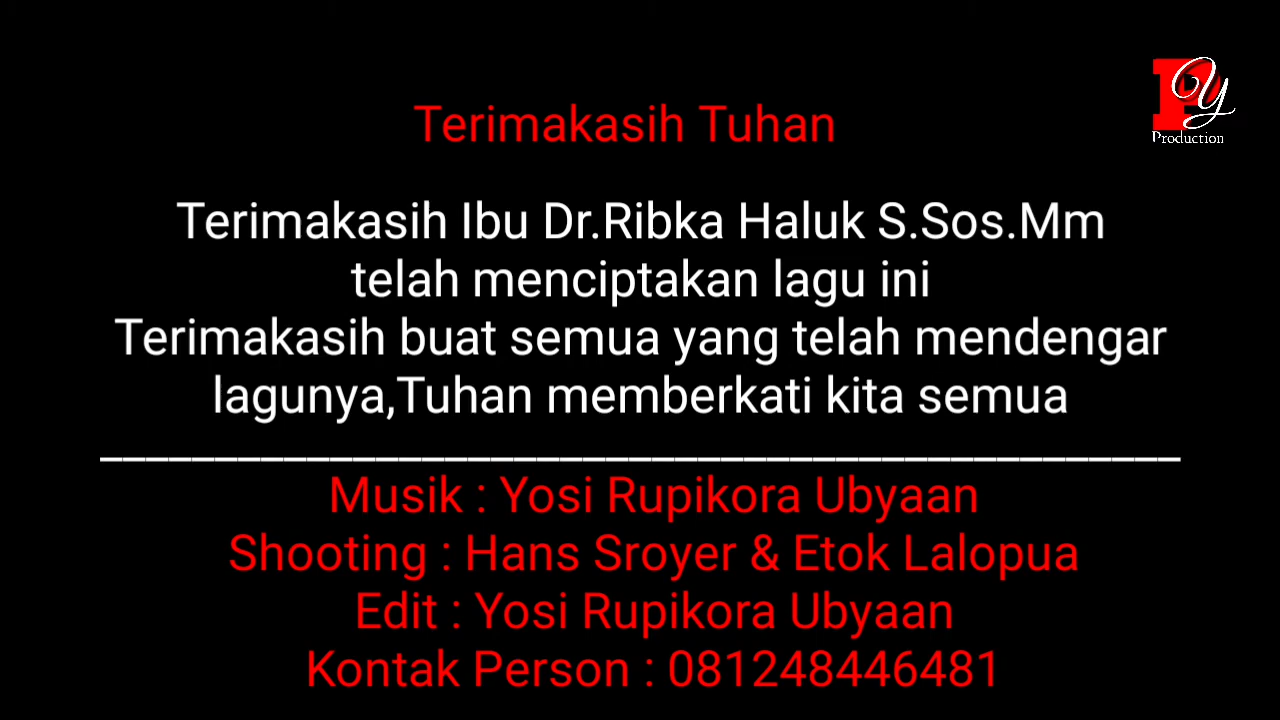 Terimakasih Tuhan
PY
Production
Terimakasih Ibu Dr.Ribka Haluk S.Sos.Mm
telah menciptakan lagu ini
Terimakasih buat semua yang telah mendengar
lagunya,Tuhan memberkati kita semua
Musik : Yosi Rupikora Ubyaan
Shooting : Hans Sroyer & Etok Lalopua
Edit : Yosi Rupikora Ubyaan
Kontak Person : 081248446481